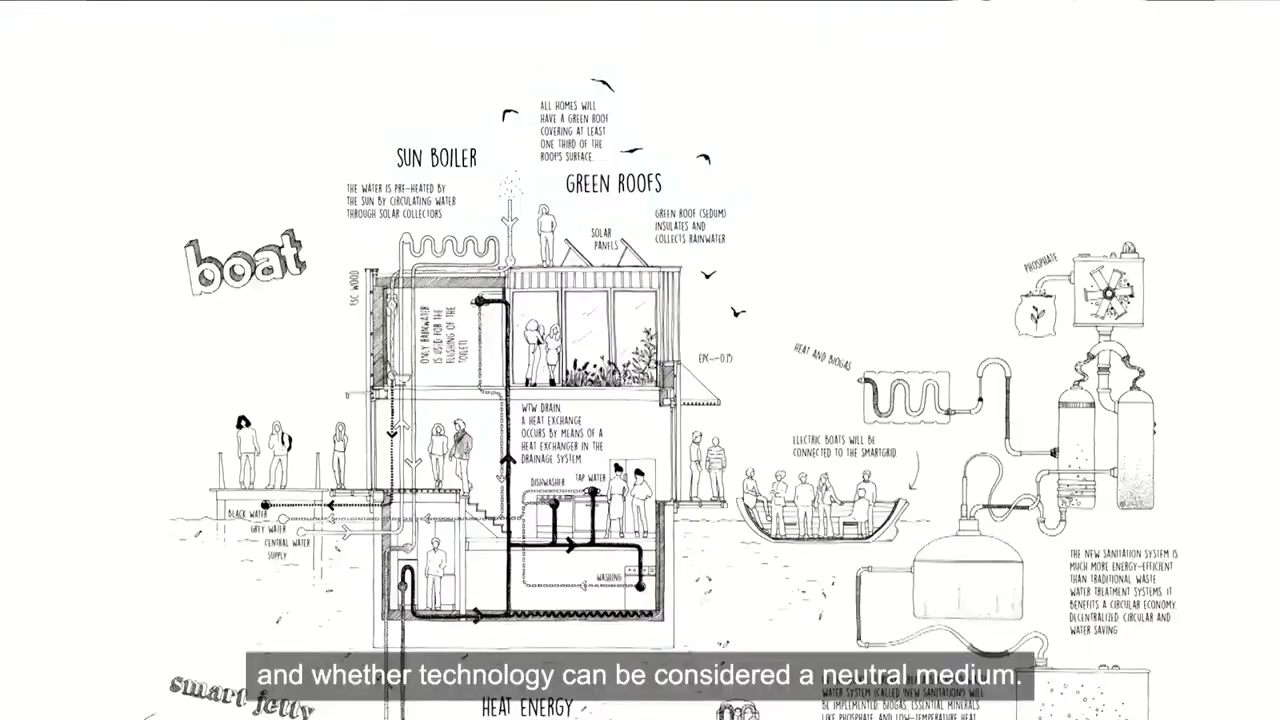 ALL HOMES WILL
HAVE A GREEN ROOF
COVERING AT LEAST
ONE THIRD OF THE
ROOF'S SURFACE.
SUN BOILER
GREEN ROOFS
THE WATER IS PRE-HEATED BY
THE SUN BY CIRCULATING WATER
THROUGH SOLAR COLLECTORS
GREEN ROOF (SEDUM)
INSULATES AND
COLLECTS RAINWATER
SOLAR
PANELS
boat
PHOSPHATE
FSC WOOD
ONLY RAINWATER
IS USED FOR THE
FLUSHING OF THE
TOILET!
HEAT AND BIOGAS
WTW DRAIN,
A HEAT EXCHANGE
OCCURS BY MEANS OF A
HEAT EXCHANGER IN THE
DRAINAGE SYSTEM
ELECTRIC BOATS WILL BE
CONNECTED TO THE SMARTGRID.
DISHWASHER
TAP WATER
BLACK WATER
GREY WATER
CENTRAL WATER
SUPPLY
WASHING
THE NEW SANITATION SYSTEM IS
MUCH MORE ENERGY-EFFICIENT
THAN TRADITIONAL WASTE
WATER TREATMENT SYSTEMS. IT
BENEFITS A CIRCULAR ECONOMY,
DECENTRALIZED CIRCULAR AND
WATER SAVING
and whether technology can be considered a neutral medium.
smart jetty
HEAT ENERGY
WATER SYSTEM (CALLED 'NEW SANITATION') WILL
BE IMPLEMENTED: BIOGAS, ESSENTIAL MINERALS
LIKE PHOSPHATE AND LOW-TEMPERATURE HEAT